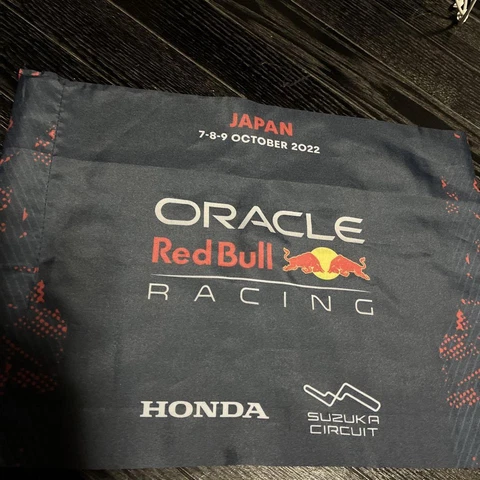 JAPAN
7-8-9 OCTOBER 2022
ORACLE
Red Bull
RACING
HONDA
SUZUKA
CIRCUIT